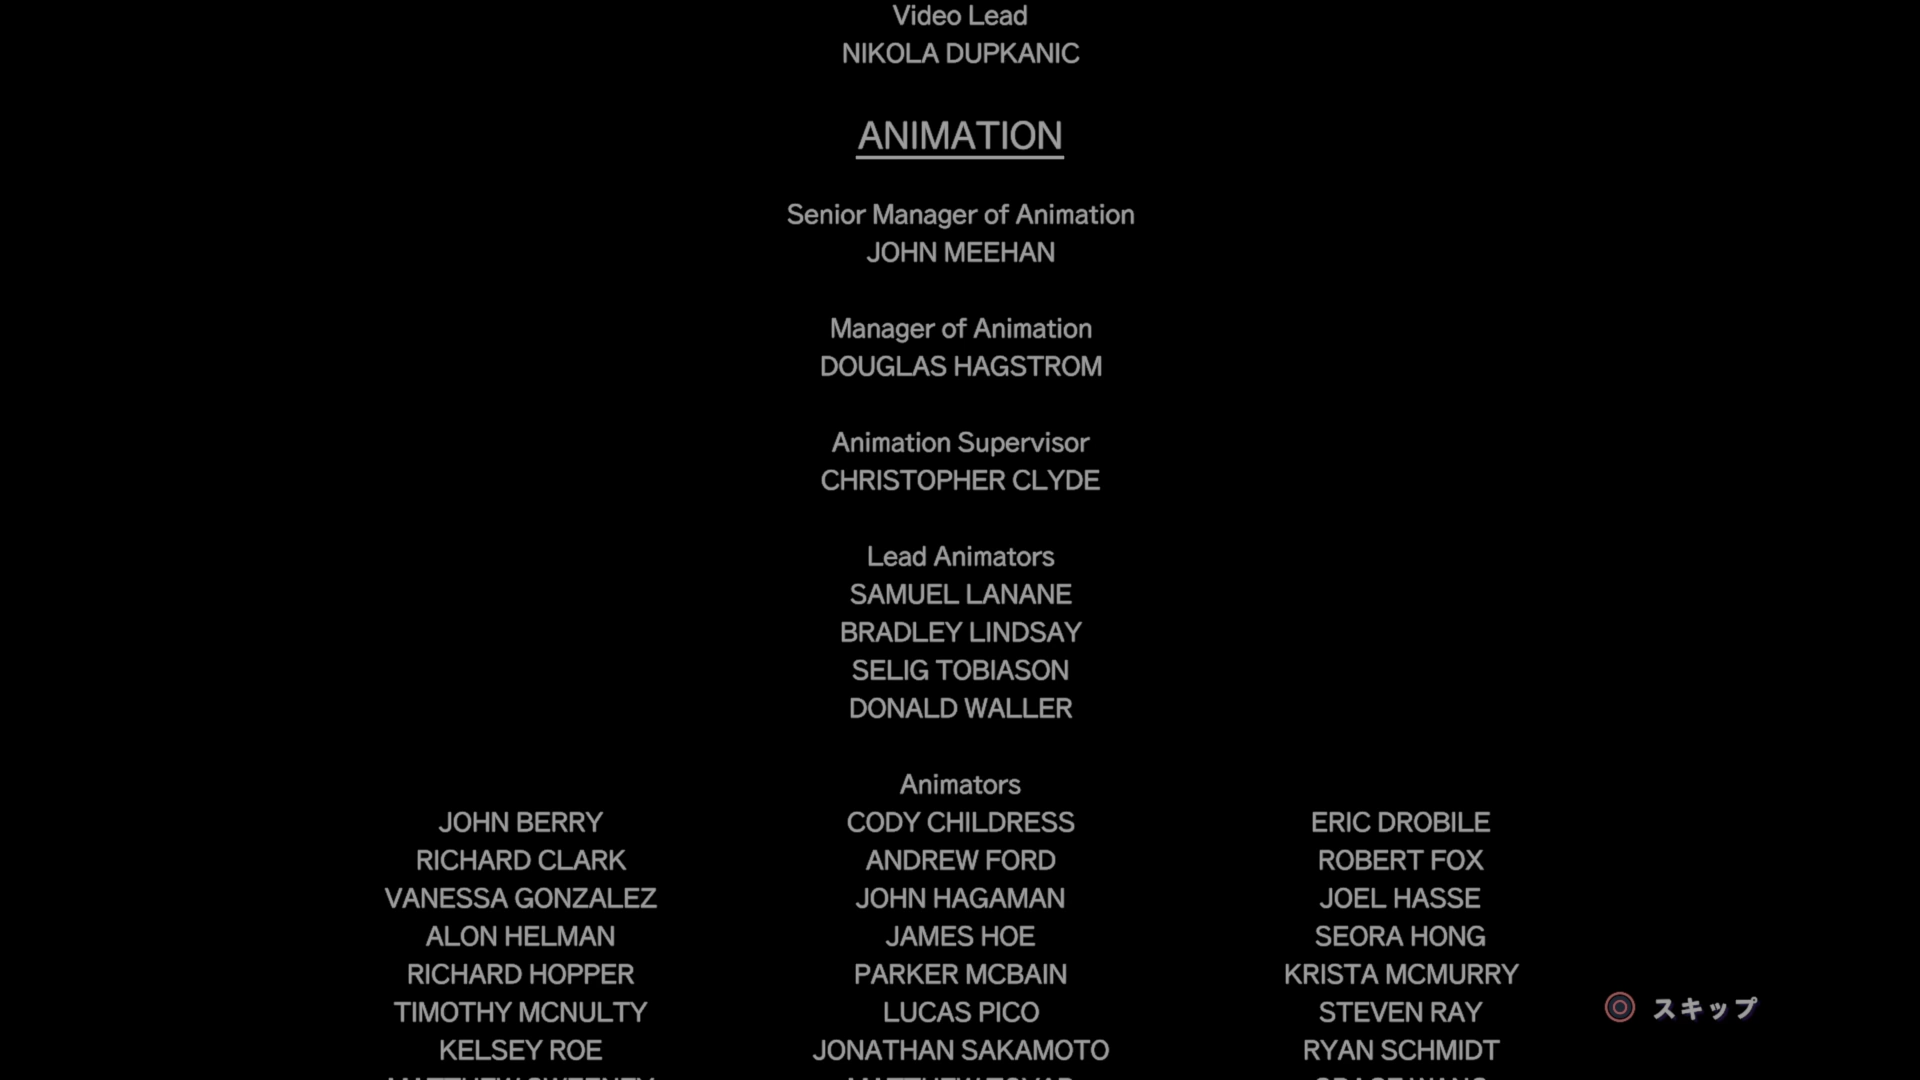 Video Lead
NIKOLA DUPKANIC
ANIMATION
Senior Manager of Animation
JOHN MEEHAN
Manager of Animation
DOUGLAS HAGSTROM
Animation Supervisor
CHRISTOPHER CLYDE
Lead Animators
SAMUEL LANANE
BRADLEY LINDSAY
SELIG TOBIASON
DONALD WALLER
Animators
JOHN BERRY CODY CHILDRESS ERIC DROBILE
RICHARD CLARK ANDREW FORD ROBERT FOX
VANESSA GONZALEZ JOHN HAGAMAN JOEL HASSE
ALON HELMAN JAMES HOE SEORA HONG
RICHARD HOPPER PARKER MCBAIN KRISTA MCMURRY
TIMOTHY MCNULTY LUCAS PICO STEVEN RAY
スキップ
KELSEY ROE JONATHAN SAKAMOTO RYAN SCHMIDT